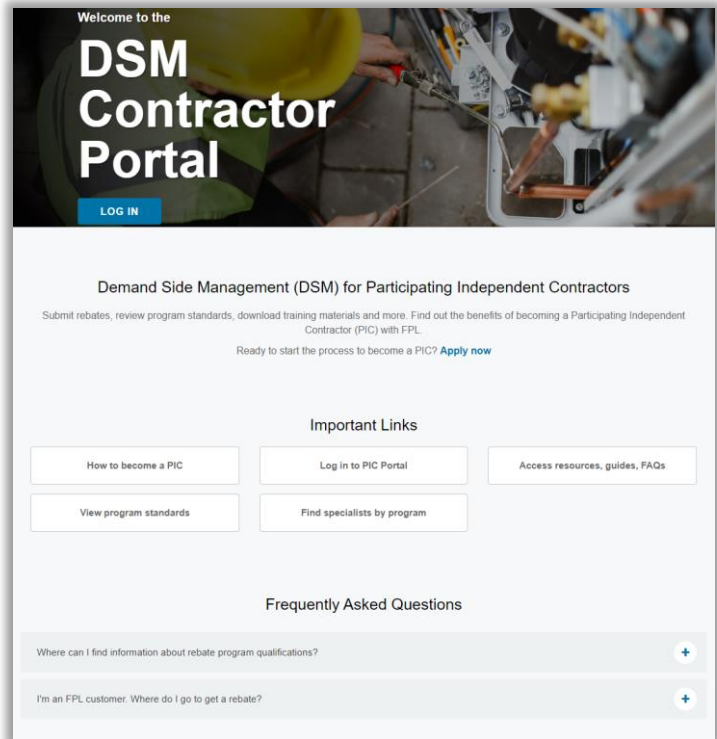 Welcome to the
DSM
Contractor
Portal
LOG IN
Demand Side Management (DSM) for Participating Independent Contractors
Submit rebates, review program standards, download training materials and more. Find out the benefits of becoming a Participating Independent
Contractor (PIC) with FPL.
Ready to start the process to become a PIC? Apply now
Important Links
How to become a PIC
Log in to PIC Portal
Access resources, guides, FAQs
View program standards
Find specialists by program
Frequently Asked Questions
Where can I find information about rebate program qualifications?
+
I'm an FPL customer. Where do I go to get a rebate?
+